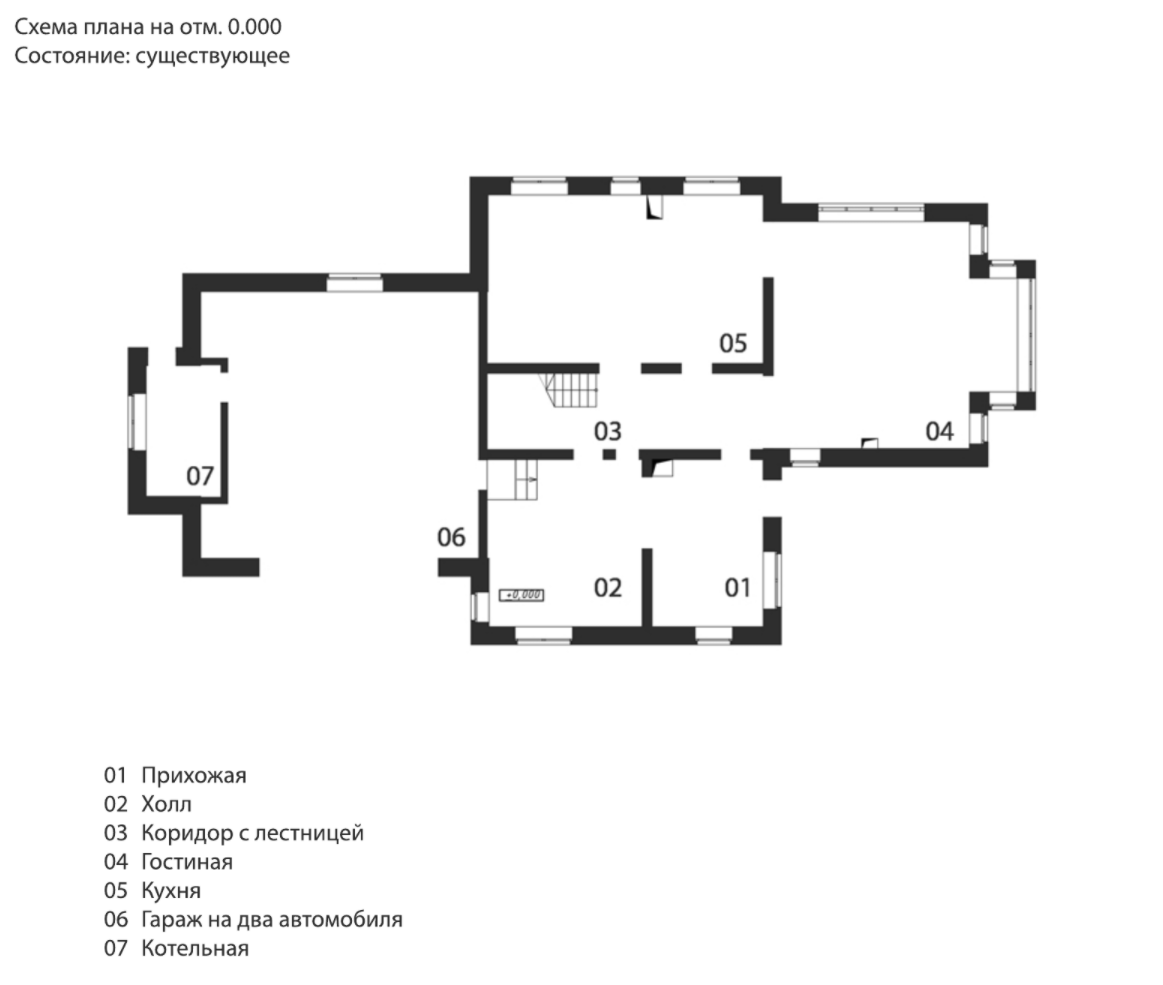 Схема плана на отм. 0.000
Состояние: существующее
05
04
03
07
06
02
01
±0,000
01 Прихожая
02 Холл
03 Коридор с лестницей
04 Гостиная
05 Кухня
06 Гараж на два автомобиля
07 Котельная